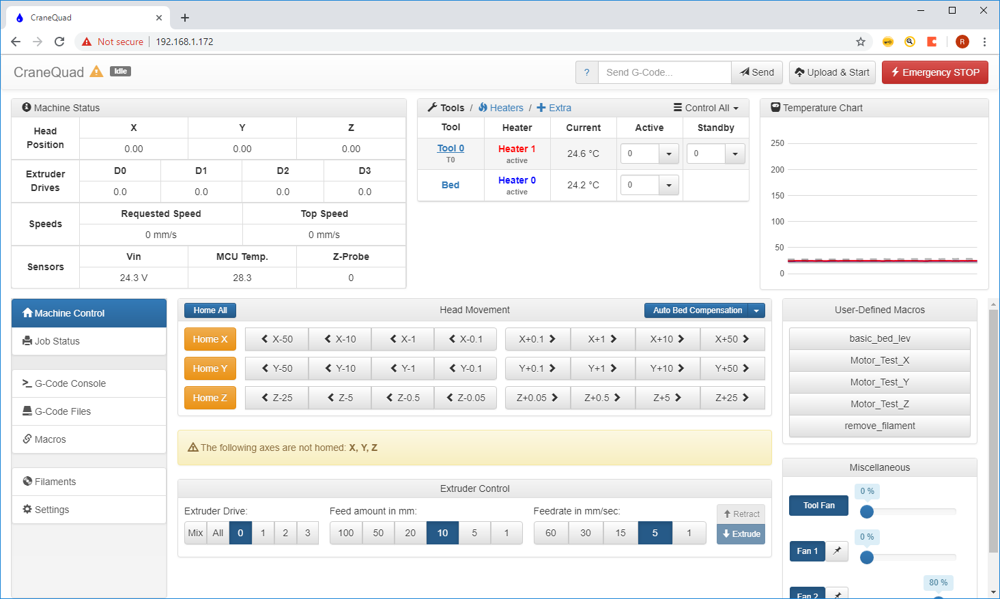 CraneQuad
Not secure 192.168.1.172
R
CraneQuad Idle
? Send G-Code... Send Upload & Start Emergency STOP
Machine Status
Head Position X Y Z
0.00 0.00 0.00
Extruder Drives D0 D1 D2 D3
0.0 0.0 0.0 0.0
Speeds Requested Speed Top Speed
0 mm/s 0 mm/s
Sensors Vin MCU Temp. Z-Probe
24.3 V 28.3 0
Tools / Heaters / Extra Control All
Tool Heater Current Active Standby
Tool 0 Heater 1 24.6 °C 0 0
T0 active
Bed Heater 0 24.2 °C 0
active
Temperature Chart
250
200
150
100
50
0
Machine Control
Job Status
G-Code Console
G-Code Files
Macros
Filaments
Settings
Home All Head Movement Auto Bed Compensation
Home X X-50 X-10 X-1 X-0.1 X+0.1 X+1 X+10 X+50
Home Y Y-50 Y-10 Y-1 Y-0.1 Y+0.1 Y+1 Y+10 Y+50
Home Z Z-25 Z-5 Z-0.5 Z-0.05 Z+0.05 Z+0.5 Z+5 Z+25
The following axes are not homed: X, Y, Z
Extruder Control
Extruder Drive: Feed amount in mm: Feedrate in mm/sec:
Mix All 0 1 2 3 100 50 20 10 5 1 60 30 15 5 1
Retract
Extrude
User-Defined Macros
basic_bed_lev
Motor_Test_X
Motor_Test_Y
Motor_Test_Z
remove_filament
Miscellaneous
0 %
Tool Fan
0 %
Fan 1
80 %
Fan 2